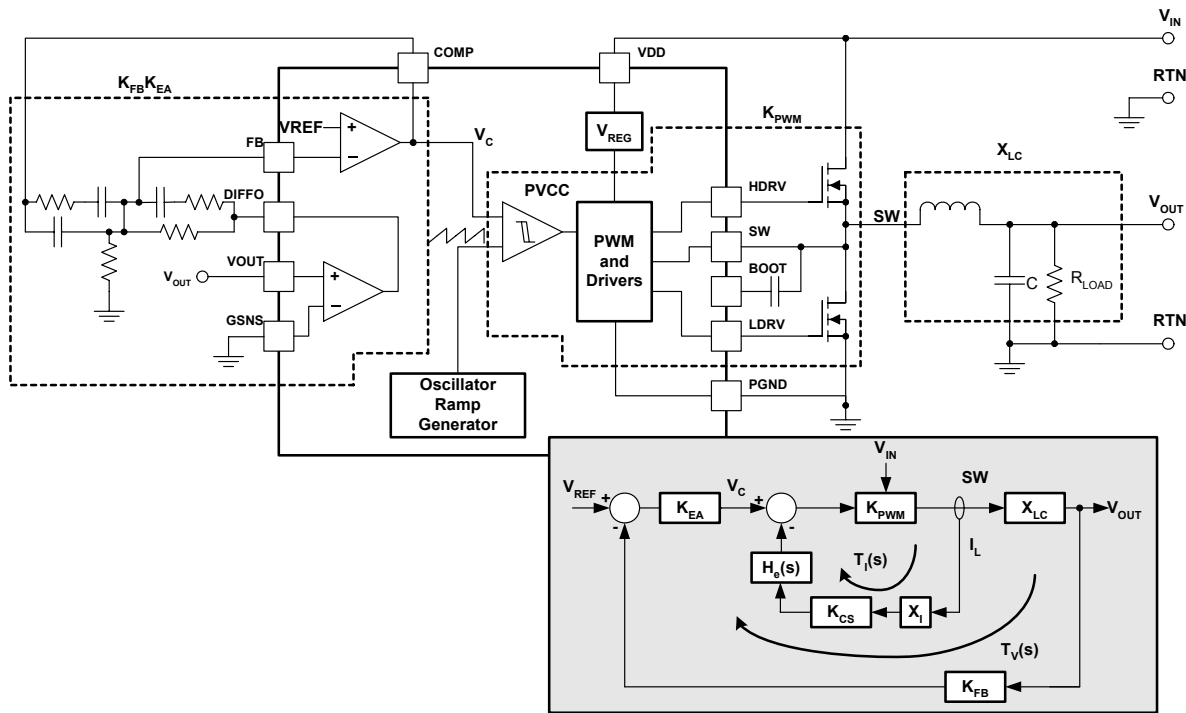 V_IN
COMP
VDD
RTN
K_FBK_EA
VREF
+
-
V_C
V_REG
K_PWM
FB
X_LC
DIFFO
PVCC
HDRV
V_OUT
SW
PWM
and
Drivers
SW
V_OUT
VOUT
+
-
BOOT
C
R_LOAD
GSNS
LDRV
RTN
Oscillator
Ramp
Generator
PGND
V_IN
V_REF
+
-
K_EA
V_C
+
-
K_PWM
SW
X_LC
V_OUT
I_L
H_e(s)
T_I(s)
K_CS
X_I
T_V(s)
K_FB